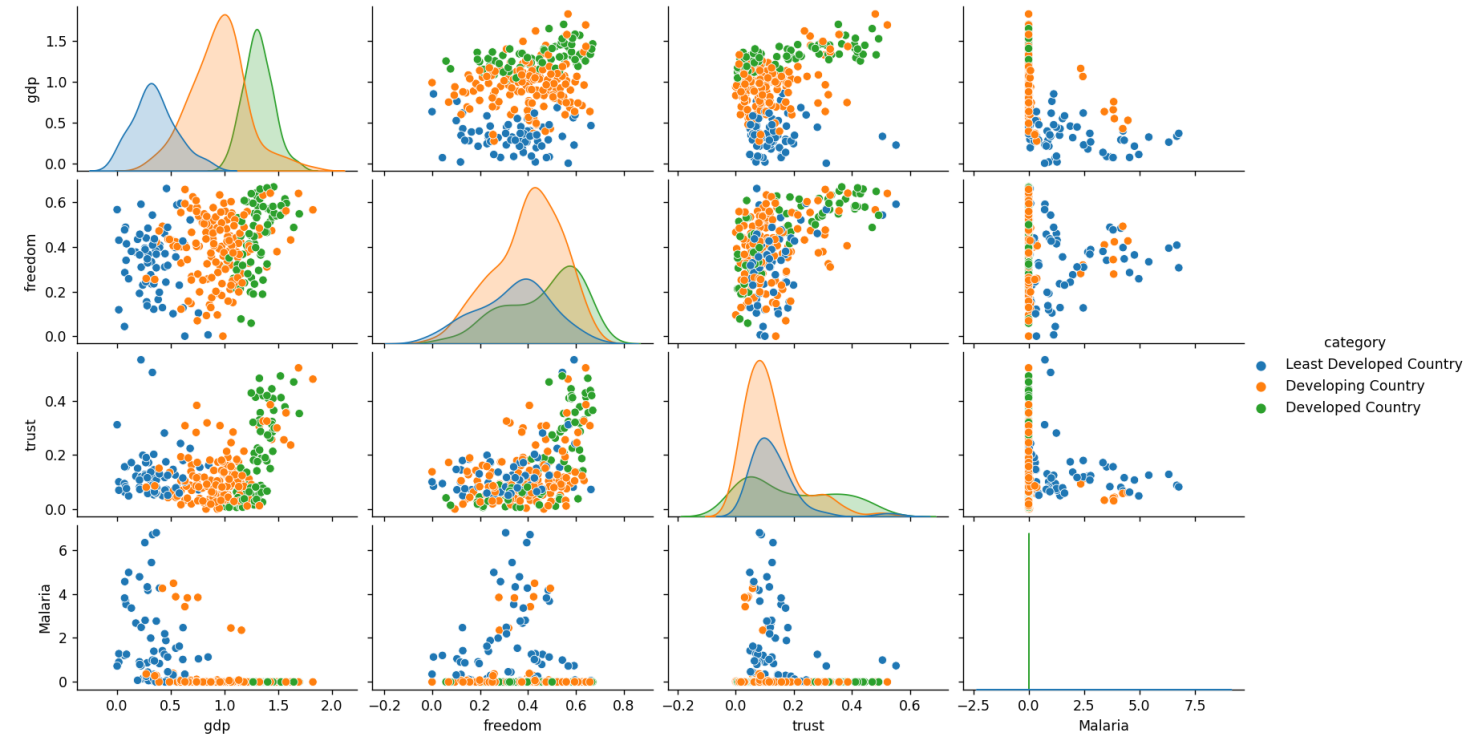 gdp
1.5
1.0
0.5
0.0
freedom
0.6
0.4
0.2
0.0
trust
0.4
0.2
0.0
Malaria
6
4
2
0
0.0 0.5 1.0 1.5 2.0
gdp
−0.2 0.0 0.2 0.4 0.6 0.8
freedom
−0.2 0.0 0.2 0.4 0.6
trust
−2.5 0.0 2.5 5.0 7.5
Malaria
category
Least Developed Country
Developing Country
Developed Country